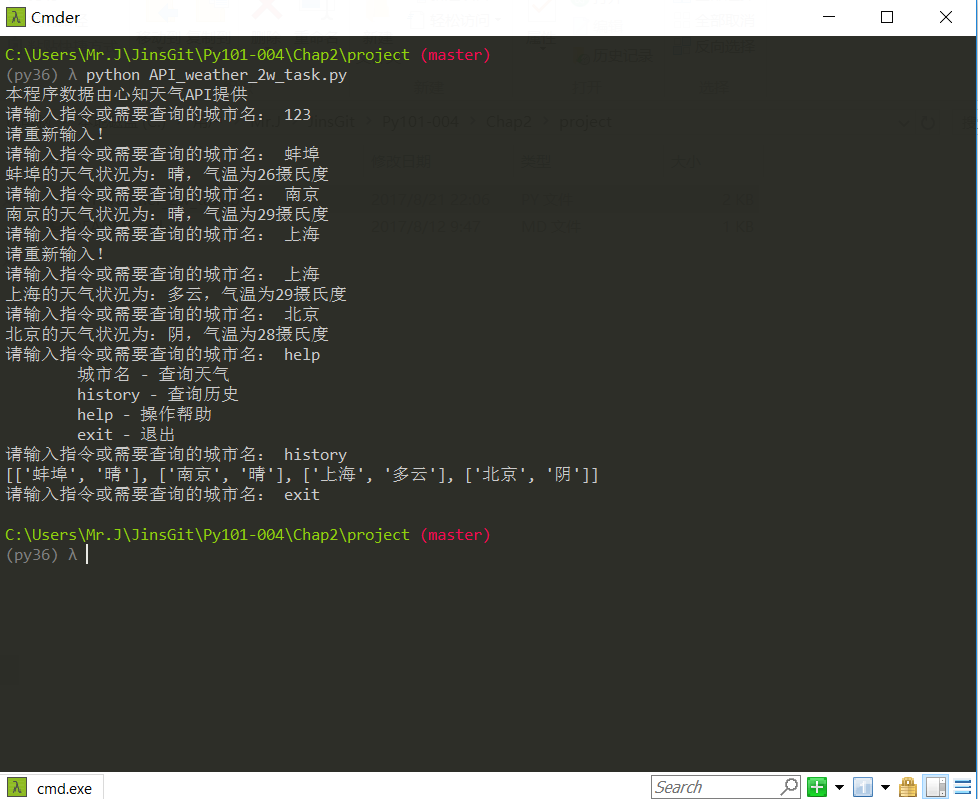 Cmder
C:\Users\Mr.J\JinsGit\Py101-004\Chap2\project (master)
(py36) λ python API_weather_2w_task.py
本程序数据由心知天气API提供
请输入指令或需要查询的城市名： 123
请重新输入!
请输入指令或需要查询的城市名： 蚌埠
蚌埠的天气状况为：晴，气温为26摄氏度
请输入指令或需要查询的城市名： 南京
南京的天气状况为：晴，气温为29摄氏度
请输入指令或需要查询的城市名： 上海
请重新输入!
请输入指令或需要查询的城市名： 上海
上海的天气状况为：多云，气温为29摄氏度
请输入指令或需要查询的城市名： 北京
北京的天气状况为：阴，气温为28摄氏度
请输入指令或需要查询的城市名： help
城市名 - 查询天气
history - 查询历史
help - 操作帮助
exit - 退出
请输入指令或需要查询的城市名： history
[['蚌埠', '晴'], ['南京', '晴'], ['上海', '多云'], ['北京', '阴']]
请输入指令或需要查询的城市名： exit
C:\Users\Mr.J\JinsGit\Py101-004\Chap2\project (master)
(py36) λ
cmd.exe
Search
1